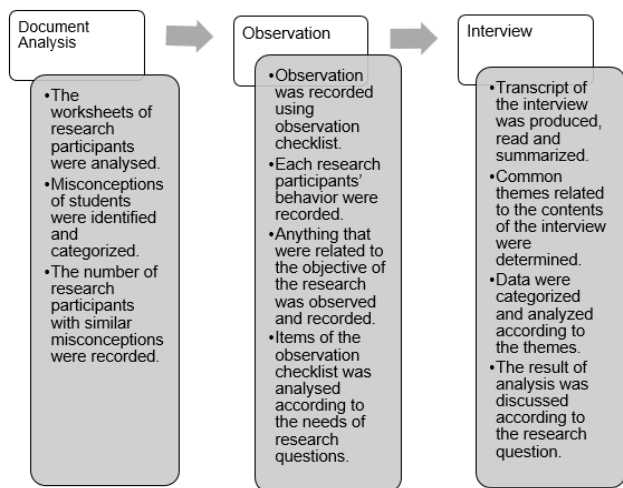 Document
Analysis
•The
worksheets of
research
participants
were analysed.
•Misconceptions
of students
were identified
and
categorized.
•The number of
research
participants
with similar
misconceptions
were recorded.
Observation
•Observation
was recorded
using
observation
checklist.
•Each research
participants'
behavior were
recorded.
•Anything that
were related to
the objective of
the research
was observed
and recorded.
•Items of the
observation
checklist was
analysed
according to
the needs of
research
questions.
Interview
•Transcript of
the interview
was produced,
read and
summarized.
•Common
themes related
to the contents
of the interview
were
determined.
•Data were
categorized
and analyzed
according to
the themes.
•The result of
analysis was
discussed
according to
the research
question.